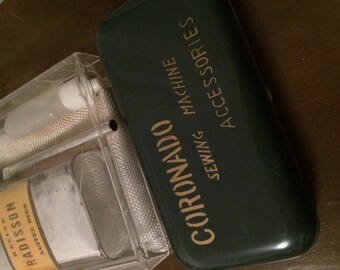 CORONADO
SEWING MACHINE
ACCESSORIES
RADISSON